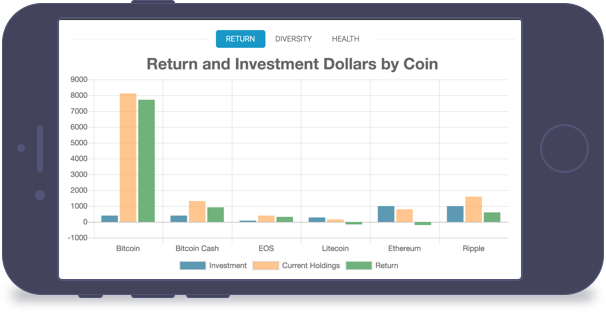 RETURN DIVERSITY HEALTH
Return and Investment Dollars by Coin
9000
8000
7000
6000
5000
4000
3000
2000
1000
0
-1000
Bitcoin Bitcoin Cash EOS Litecoin Ethereum Ripple
Investment Current Holdings Return